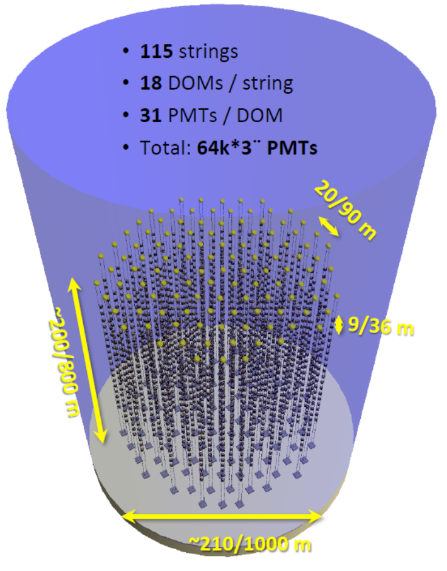 • 115 strings
• 18 DOMs / string
• 31 PMTs / DOM
• Total: 64k*3¨ PMTs
20/90 m
9/36 m
~200/800 m
~210/1000 m